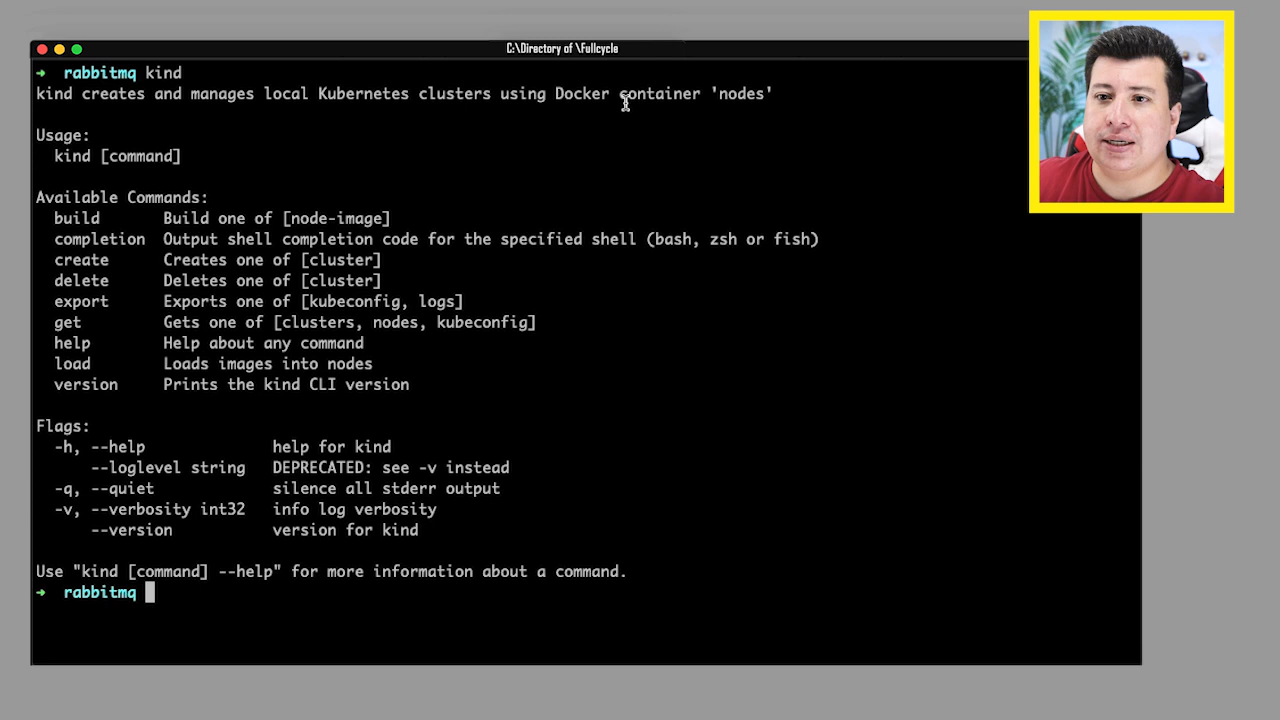 C:\Directory of \Fullcycle
➜ rabbitmq kind
kind creates and manages local Kubernetes clusters using Docker container 'nodes'
Usage:
kind [command]
Available Commands:
build Build one of [node-image]
completion Output shell completion code for the specified shell (bash, zsh or fish)
create Creates one of [cluster]
delete Deletes one of [cluster]
export Exports one of [kubeconfig, logs]
get Gets one of [clusters, nodes, kubeconfig]
help Help about any command
load Loads images into nodes
version Prints the kind CLI version
Flags:
-h, --help help for kind
--loglevel string DEPRECATED: see -v instead
-q, --quiet silence all stderr output
-v, --verbosity int32 info log verbosity
--version version for kind
Use "kind [command] --help" for more information about a command.
➜ rabbitmq